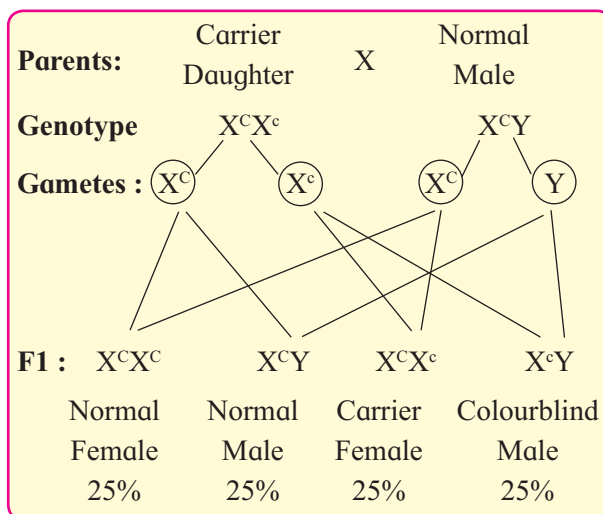 Carrier Normal
Parents: X
Daughter Male
Genotype XᶜXᶜ XᶜY
Gametes : Xᶜ Xᶜ Xᶜ Y
F1 : XᶜXᶜ XᶜY XᶜXᶜ XᶜY
Normal Normal Carrier Colourblind
Female Male Female Male
25% 25% 25% 25%